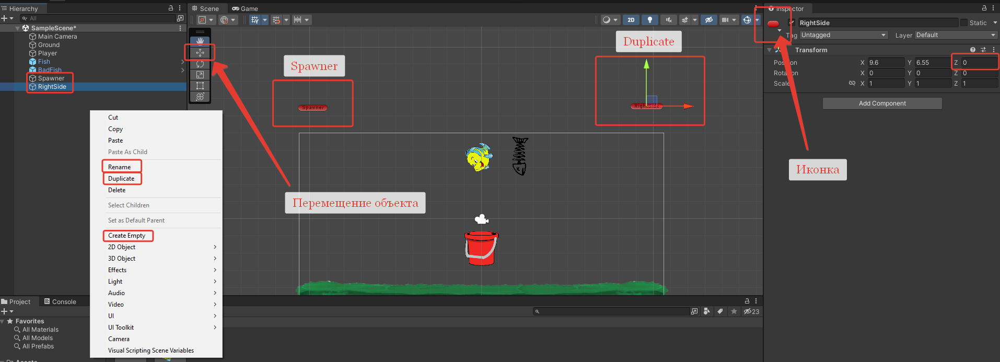 Hierarchy
All
SampleScene*
Main Camera
Ground
Player
Fish
BadFish
Spawner
RightSide
Cut
Copy
Paste
Paste As Child
Rename
Duplicate
Delete
Select Children
Set as Default Parent
Create Empty
2D Object
3D Object
Effects
Light
Audio
Video
UI
UI Toolkit
Camera
Visual Scripting Scene Variables
Project
Console
Favorites
All Materials
All Models
All Prefabs
Assets
Scene
Game
2D
Spawner
Duplicate
Spawner
RightSide
Перемещение объекта
23
Inspector
RightSide
Static
Tag Untagged Layer Default
Transform
Position X 9.6 Y 6.55 Z 0
Rotation X 0 Y 0 Z 0
Scale X 1 Y 1 Z 1
Add Component
Иконка